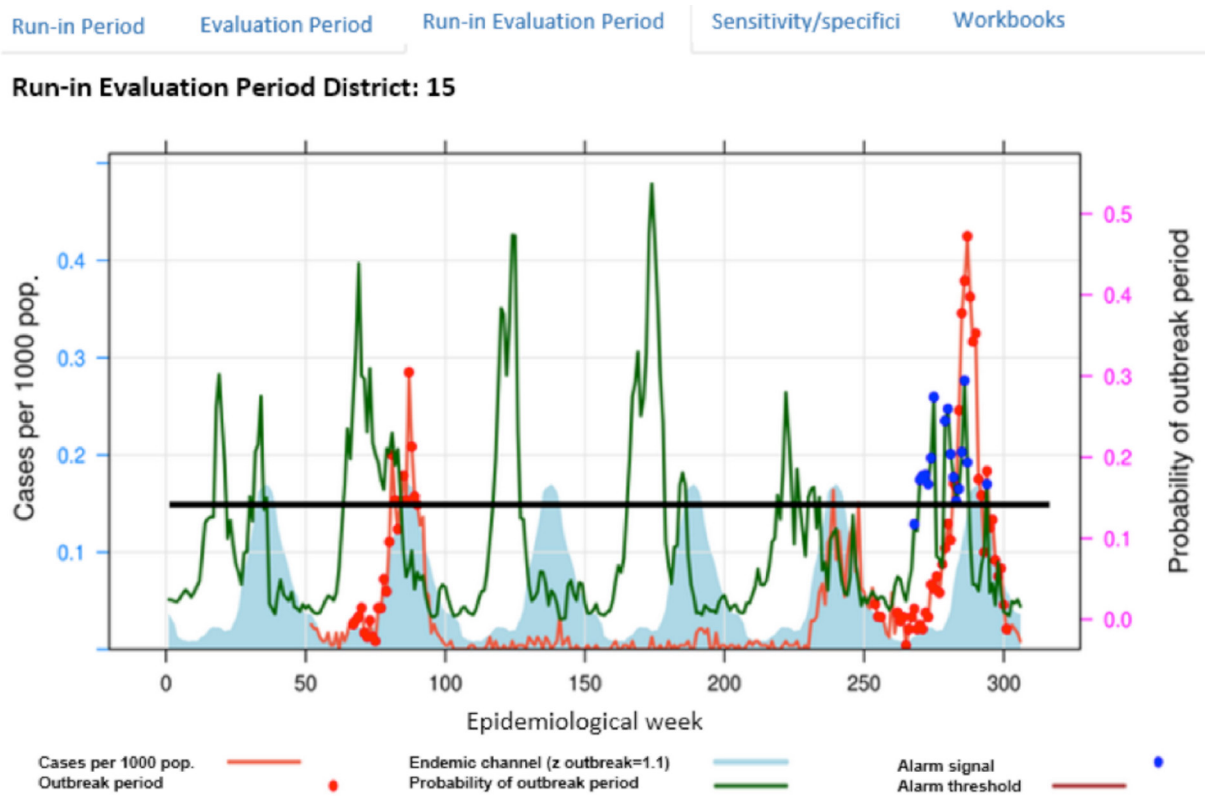 Run-in Period Evaluation Period Run-in Evaluation Period Sensitivity/specifici Workbooks
Run-in Evaluation Period District: 15
Cases per 1000 pop.
0.4
0.3
0.2
0.1
0.5
0.4
0.3
0.2
0.1
0.0
Probability of outbreak period
0 50 100 150 200 250 300
Epidemiological week
Cases per 1000 pop.
Outbreak period
Endemic channel (z outbreak=1.1)
Probability of outbreak period
Alarm signal
Alarm threshold